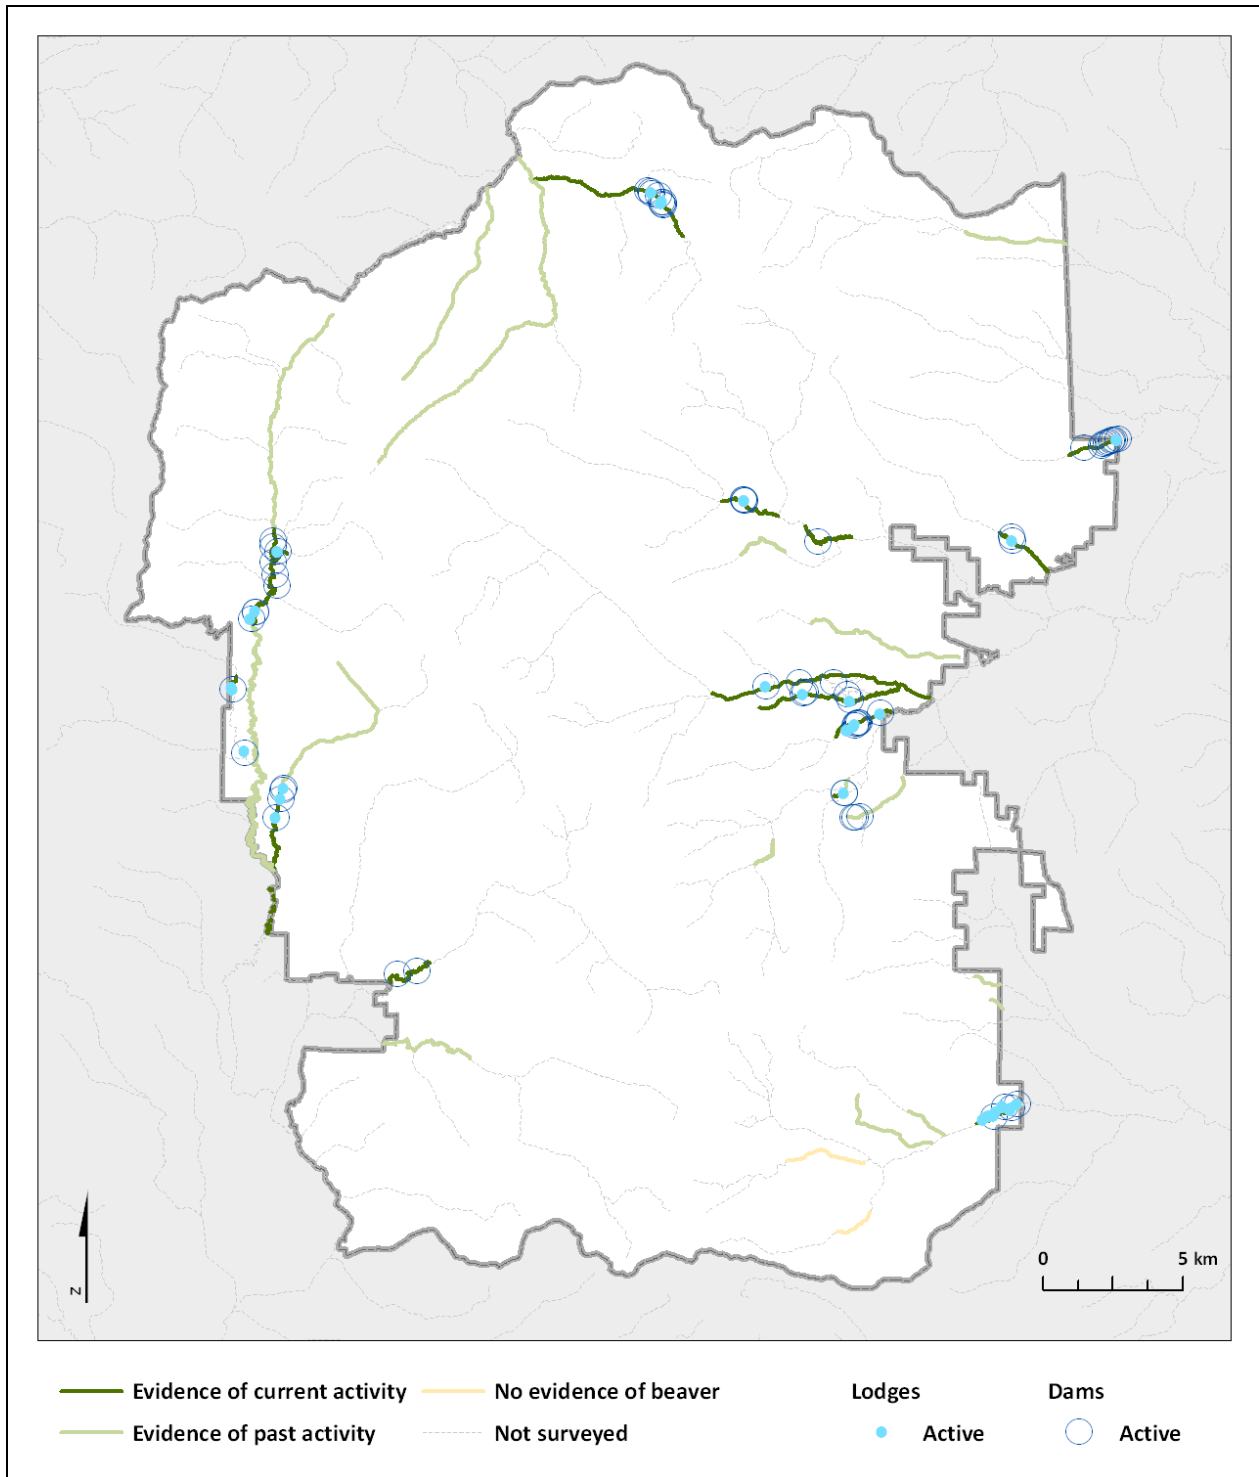 N
0 5 km
Evidence of current activity No evidence of beaver Lodges Dams
Evidence of past activity Not surveyed Active Active